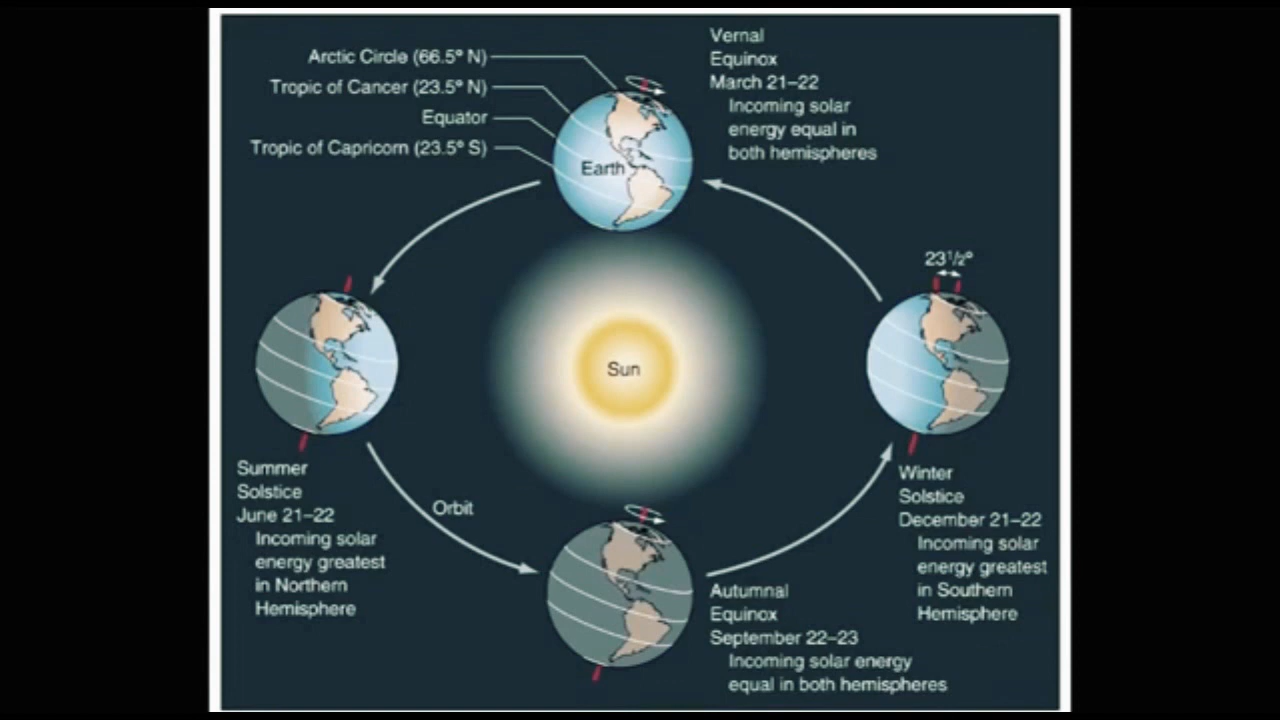 Arctic Circle (66.5° N)
Tropic of Cancer (23.5° N)
Equator
Tropic of Capricorn (23.5° S)
Earth
Vernal
Equinox
March 21–22
Incoming solar
energy equal in
both hemispheres
23 1/2°
Sun
Summer
Solstice
June 21–22
Incoming solar
energy greatest
in Northern
Hemisphere
Orbit
Winter
Solstice
December 21–22
Incoming solar
energy greatest
in Southern
Hemisphere
Autumnal
Equinox
September 22–23
Incoming solar energy
equal in both hemispheres